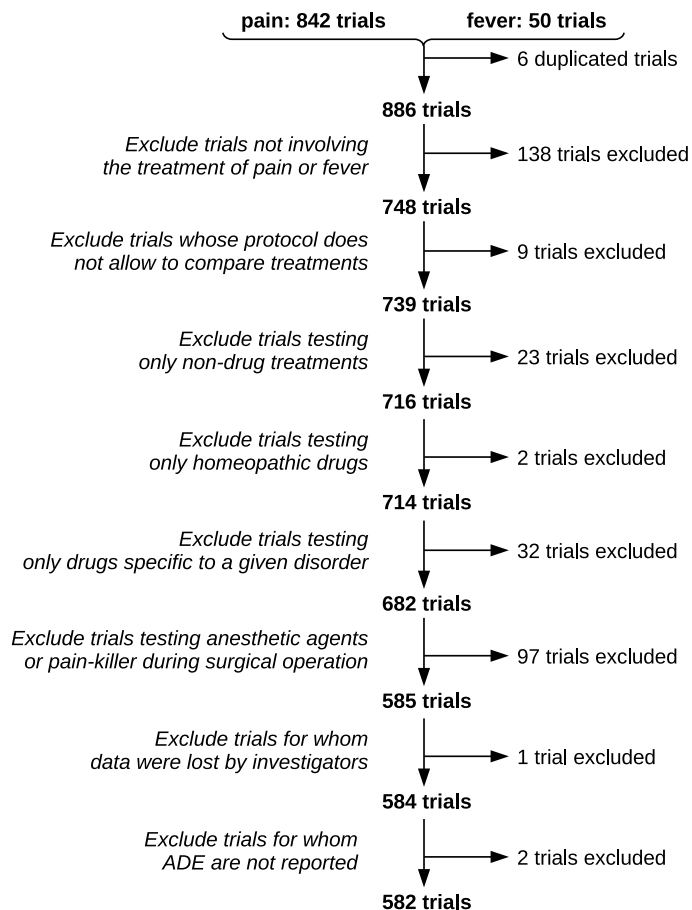 pain: 842 trials fever: 50 trials
6 duplicated trials
886 trials
Exclude trials not involving
the treatment of pain or fever
138 trials excluded
748 trials
Exclude trials whose protocol does
not allow to compare treatments
9 trials excluded
739 trials
Exclude trials testing
only non-drug treatments
23 trials excluded
716 trials
Exclude trials testing
only homeopathic drugs
2 trials excluded
714 trials
Exclude trials testing
only drugs specific to a given disorder
32 trials excluded
682 trials
Exclude trials testing anesthetic agents
or pain-killer during surgical operation
97 trials excluded
585 trials
Exclude trials for whom
data were lost by investigators
1 trial excluded
584 trials
Exclude trials for whom
ADE are not reported
2 trials excluded
582 trials